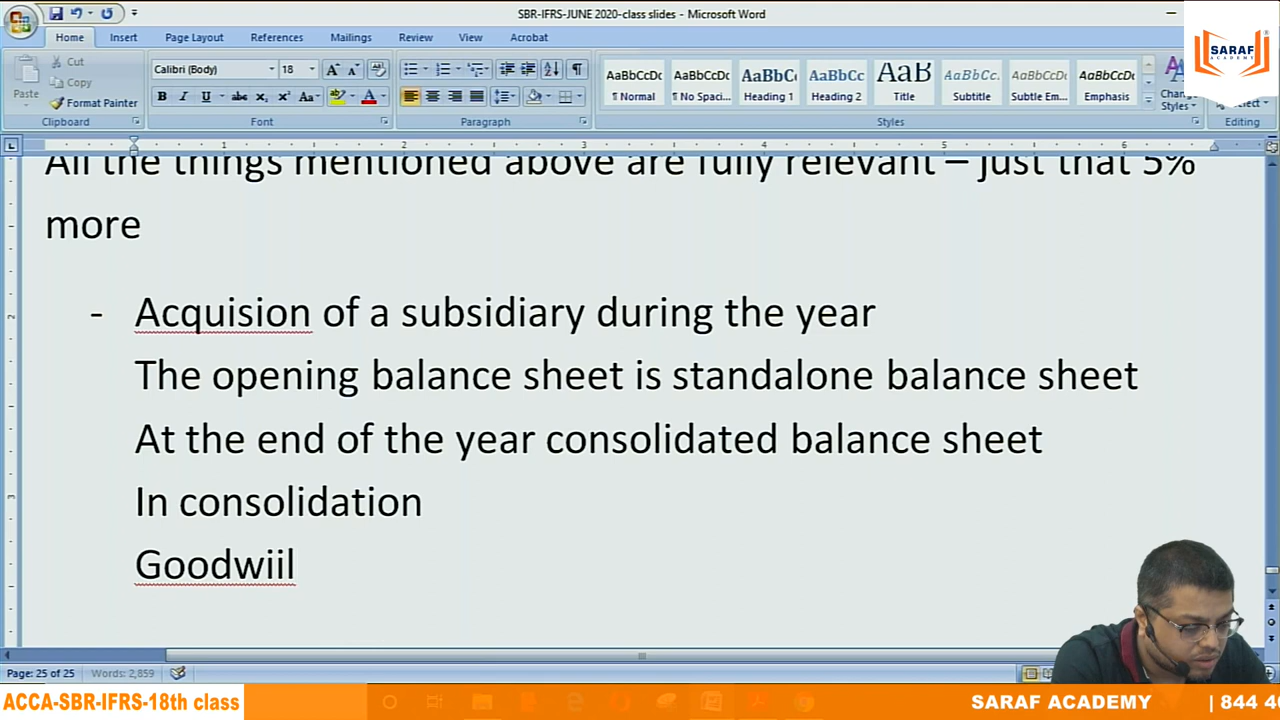 SBR-IFRS-JUNE 2020-class slides - Microsoft Word
Home Insert Page Layout References Mailings Review View Acrobat
SARAF
ACADEMY
Paste
Cut
Copy
Format Painter
Clipboard
Calibri (Body) 18
Font
Paragraph
AaBbCcDc AaBbCcDc AaBbCc AaBbCc AaB AaBbCc. AaBbCcDc AaBbCcDc
¶ Normal ¶ No Spaci... Heading 1 Heading 2 Title Subtitle Subtle Em... Emphasis
Styles
Styles
Editing
All the things mentioned above are fully relevant – just that 5%
more
- Acquision of a subsidiary during the year
The opening balance sheet is standalone balance sheet
At the end of the year consolidated balance sheet
In consolidation
Goodwiil
Page: 25 of 25 Words: 2,859
ACCA-SBR-IFRS-18th class
SARAF ACADEMY | 844 4